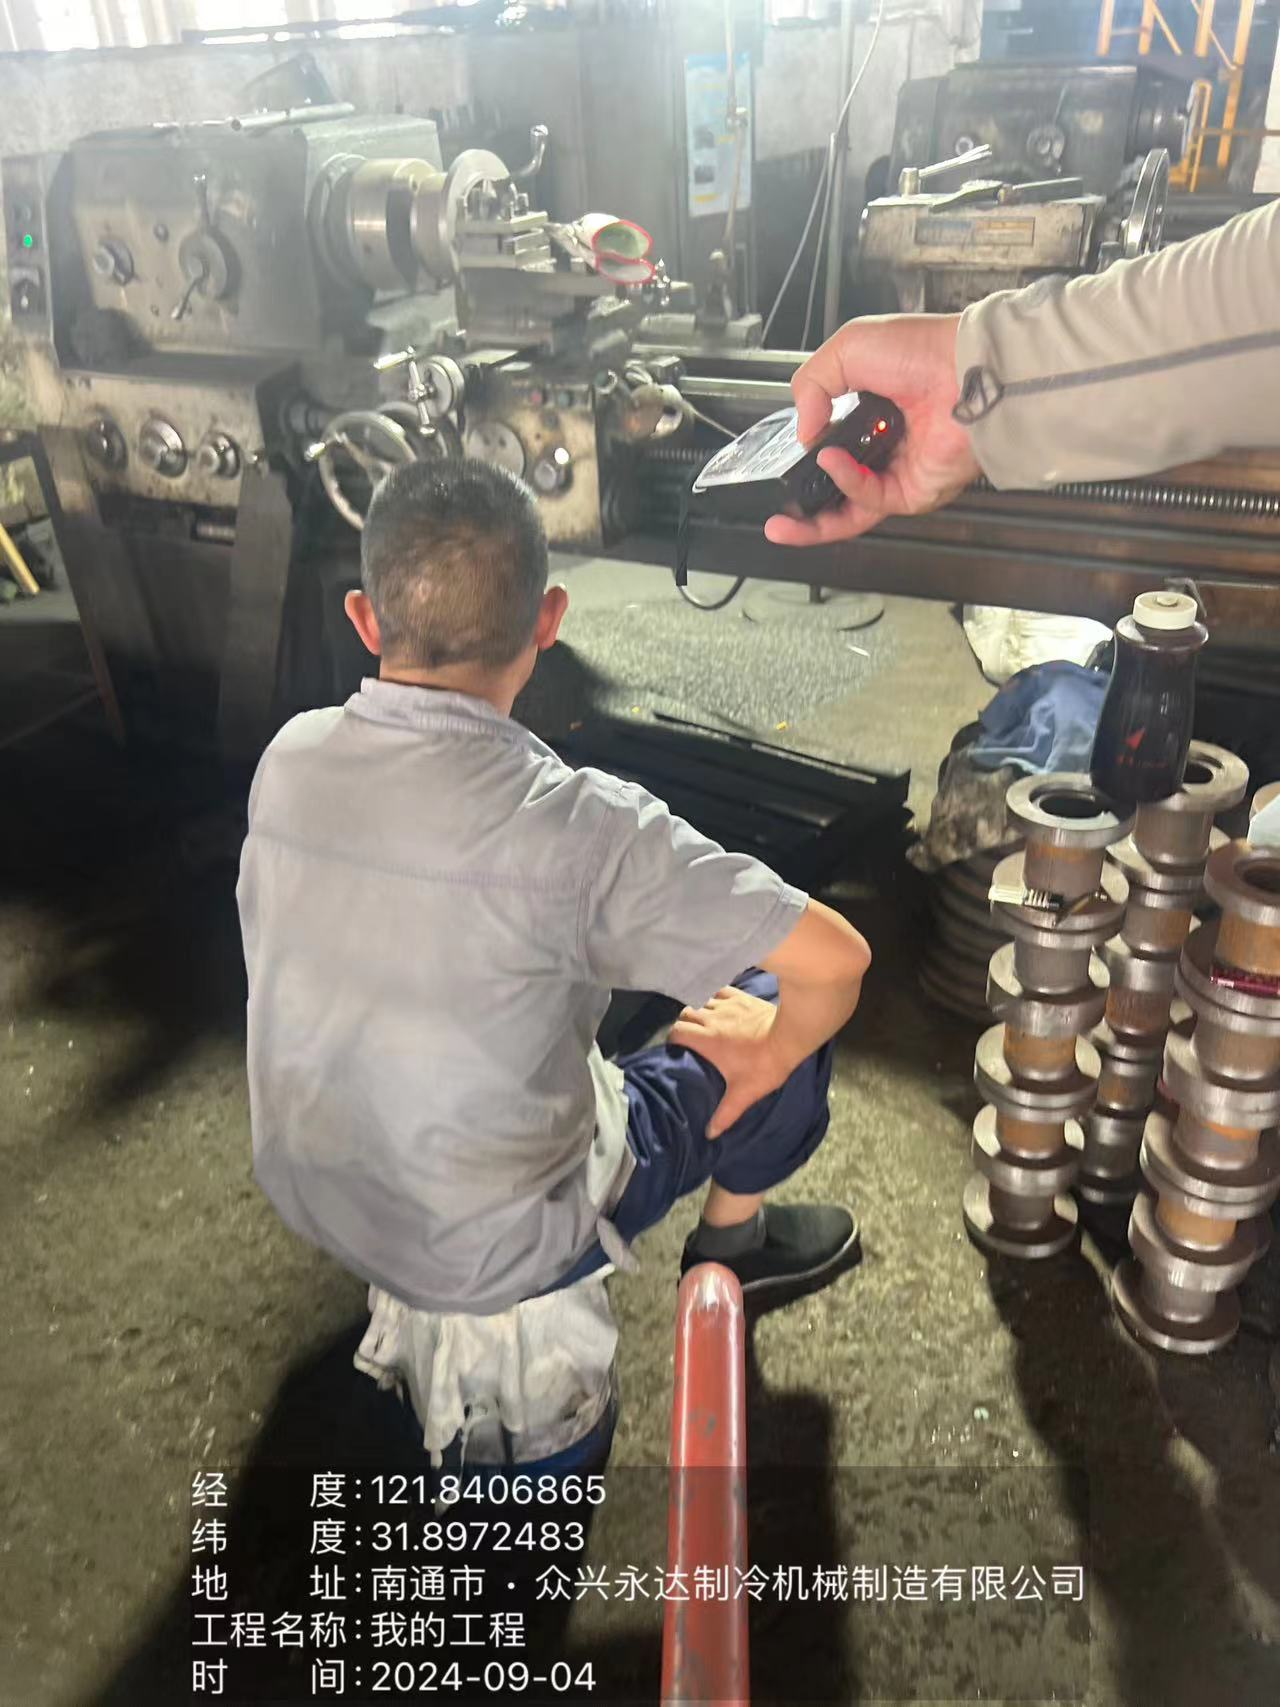 经 度:121.8406865
纬 度:31.8972483
地 址:南通市·众兴永达制冷机械制造有限公司
工程名称:我的工程
时 间:2024-09-04